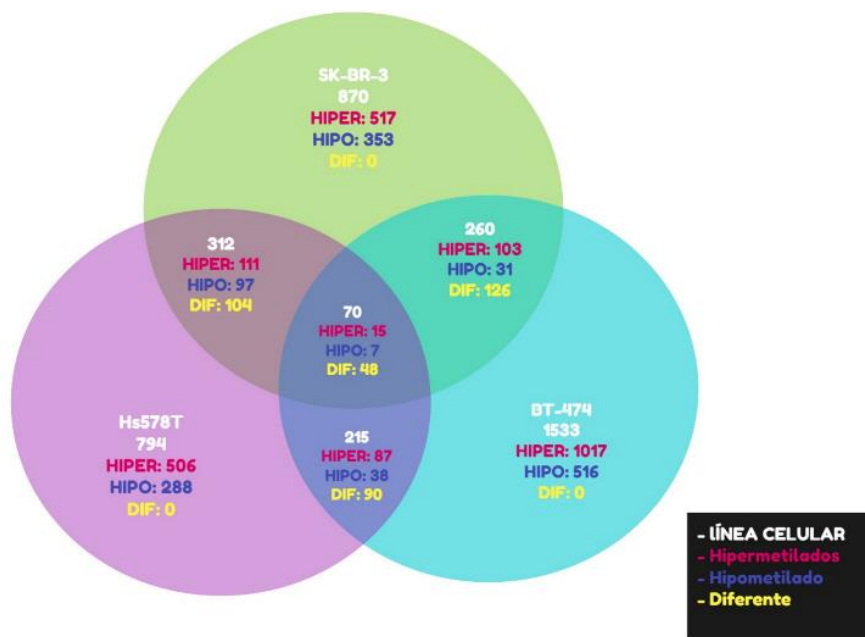 SK-BR-3
870
HIPER: 517
HIPO: 353
DIF: 0
312
HIPER: 111
HIPO: 97
DIF: 104
260
HIPER: 103
HIPO: 31
DIF: 126
70
HIPER: 15
HIPO: 7
DIF: 48
Hs578T
794
HIPER: 506
HIPO: 288
DIF: 0
215
HIPER: 87
HIPO: 38
DIF: 90
BT-474
1533
HIPER: 1017
HIPO: 516
DIF: 0
- lÍNEA CELULAR
- Hipermetilados
- Hipometilado
- Diferente